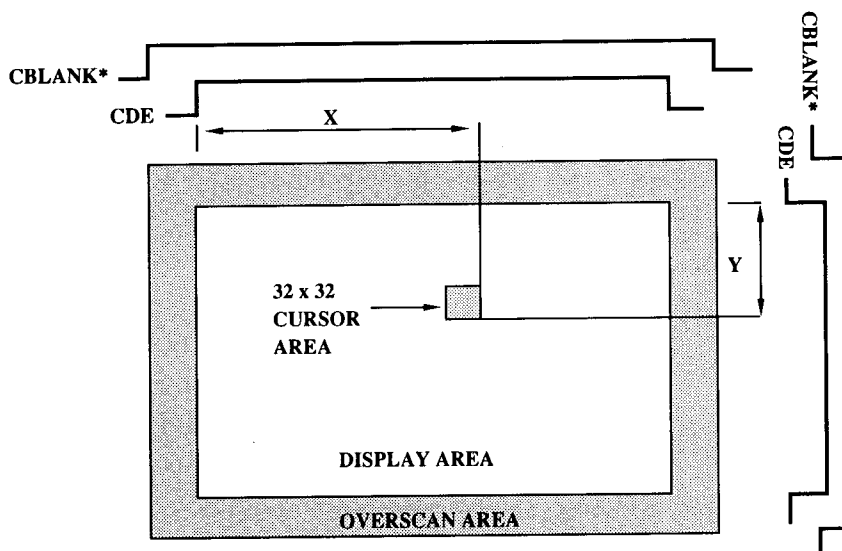 CBLANK*
CDE
X
CBLANK*
CDE
Y
32 x 32
CURSOR
AREA
DISPLAY AREA
OVERSCAN AREA